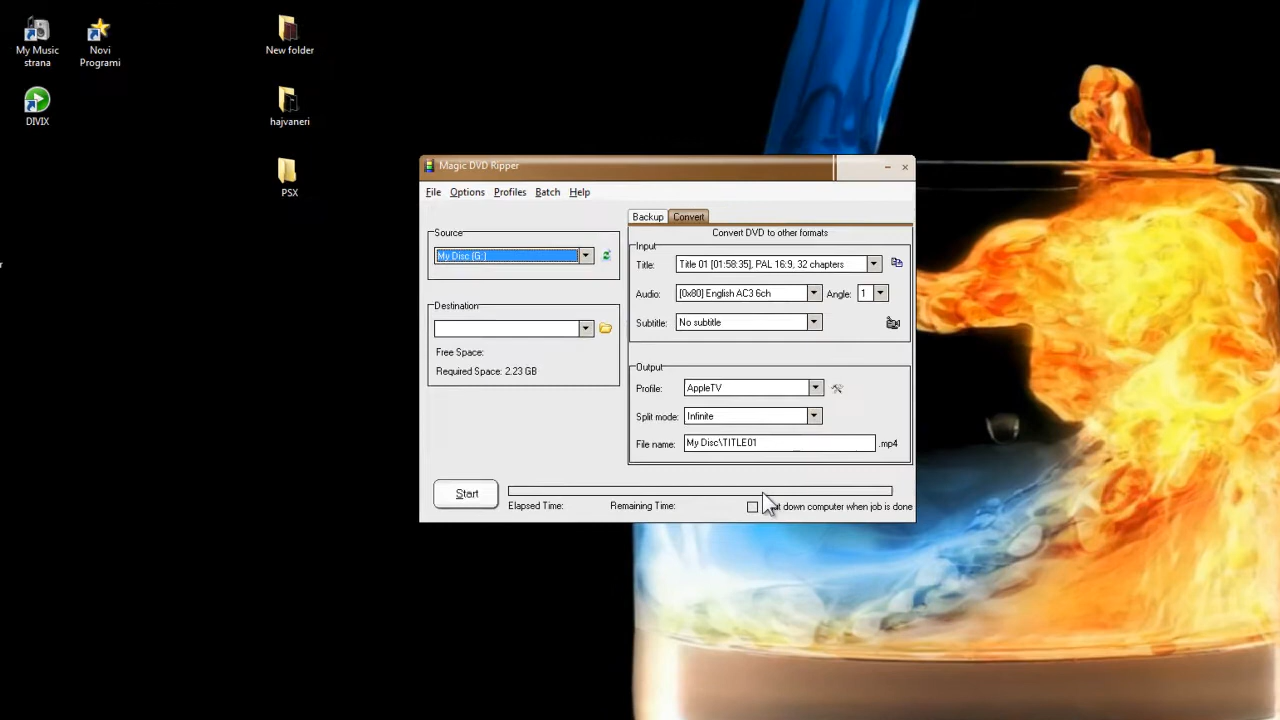 My Music
strana
Novi
Programi
DIVIX
New folder
hajvaneri
PSX
Magic DVD Ripper
File Options Profiles Batch Help
Source
My Disc (G:)
Destination
Free Space:
Required Space: 2.23 GB
Backup Convert
Convert DVD to other formats
Input
Title: Title 01 [01:58:35], PAL 16:9, 32 chapters
Audio: [0x80] English AC3 6ch Angle: 1
Subtitle: No subtitle
Output
Profile: AppleTV
Split mode: Infinite
File name: My Disc\TITLE01 .mp4
Start
Elapsed Time: Remaining Time: down computer when job is done